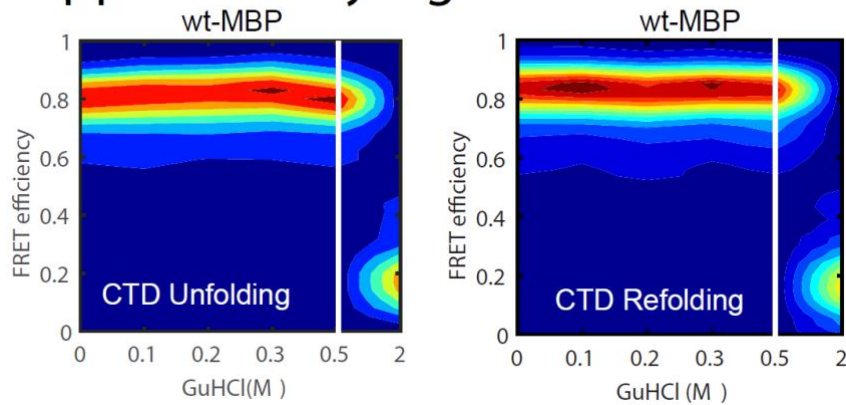 wt-MBP
1
0.8
0.6
0.4
0.2
0
FRET efficiency
CTD Unfolding
0 0.1 0.2 0.3 0.5 2
GuHCl(M )
wt-MBP
1
0.8
0.6
0.4
0.2
0
FRET efficiency
CTD Refolding
0 0.1 0.2 0.3 0.5 2
GuHCl (M )